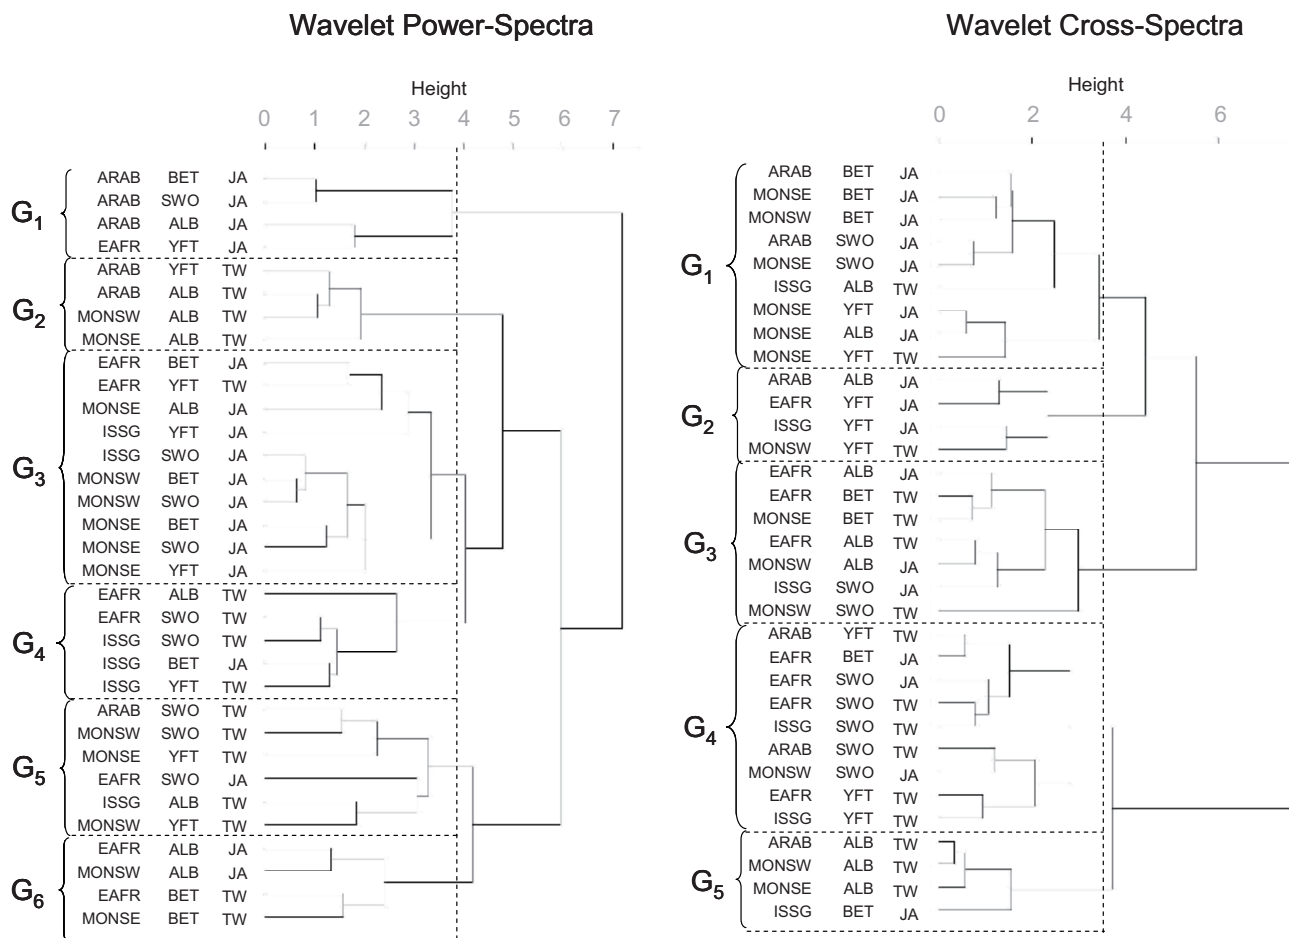 Wavelet Power-Spectra
Height
0 1 2 3 4 5 6 7
G1
ARAB BET JA
ARAB SWO JA
ARAB ALB JA
EAFR YFT JA
G2
ARAB YFT TW
ARAB ALB TW
MONSW ALB TW
MONSE ALB TW
G3
EAFR BET JA
EAFR YFT TW
MONSE ALB JA
ISSG YFT JA
ISSG SWO JA
MONSW BET JA
MONSW SWO JA
MONSE BET JA
MONSE SWO JA
MONSE YFT JA
G4
EAFR ALB TW
EAFR SWO TW
ISSG SWO TW
ISSG BET JA
ISSG YFT TW
G5
ARAB SWO TW
MONSW SWO TW
MONSE YFT TW
EAFR SWO JA
ISSG ALB TW
MONSW YFT TW
G6
EAFR ALB JA
MONSW ALB JA
EAFR BET TW
MONSE BET TW
Wavelet Cross-Spectra
Height
0 2 4 6
G1
ARAB BET JA
MONSE BET JA
MONSW BET JA
ARAB SWO JA
MONSE SWO JA
ISSG ALB TW
MONSE YFT JA
MONSE ALB JA
MONSE YFT TW
G2
ARAB ALB JA
EAFR YFT JA
ISSG YFT JA
MONSW YFT TW
G3
EAFR ALB JA
EAFR BET TW
MONSE BET TW
EAFR ALB TW
MONSW ALB JA
ISSG SWO JA
MONSW SWO TW
G4
ARAB YFT TW
EAFR BET JA
EAFR SWO JA
EAFR SWO TW
ISSG SWO TW
ARAB SWO TW
MONSW SWO JA
EAFR YFT TW
ISSG YFT TW
G5
ARAB ALB TW
MONSW ALB TW
MONSE ALB TW
ISSG BET JA